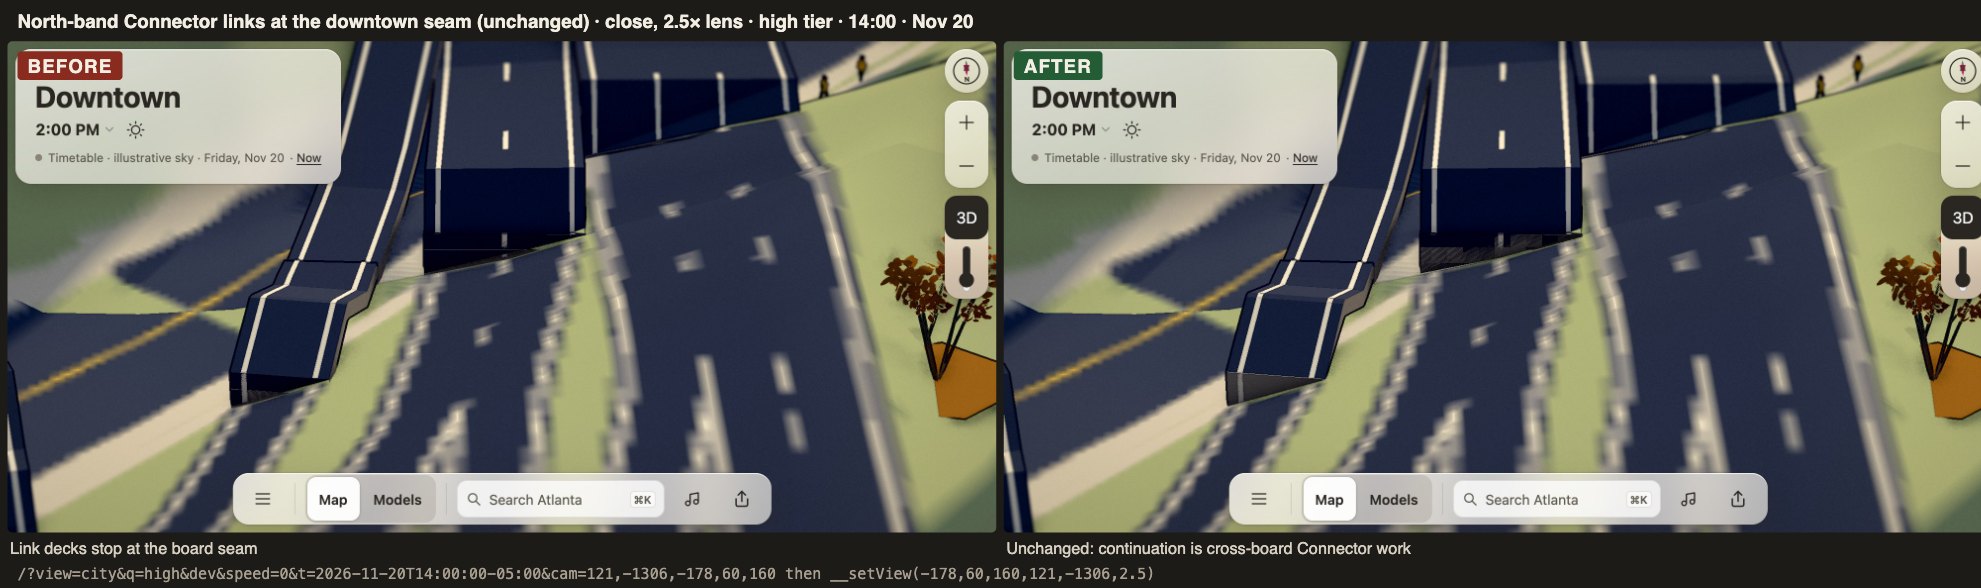 North-band Connector links at the downtown seam (unchanged) · close, 2.5× lens · high tier · 14:00 · Nov 20
BEFORE
Downtown
2:00 PM
Timetable · illustrative sky · Friday, Nov 20 · Now
N
+
−
3D
Map Models Search Atlanta ⌘K
Link decks stop at the board seam
AFTER
Downtown
2:00 PM
Timetable · illustrative sky · Friday, Nov 20 · Now
N
+
−
3D
Map Models Search Atlanta ⌘K
Unchanged: continuation is cross-board Connector work
/?view=city&q=high&dev&speed=0&t=2026-11-20T14:00:00-05:00&cam=121,-1306,-178,60,160 then __setView(-178,60,160,121,-1306,2.5)